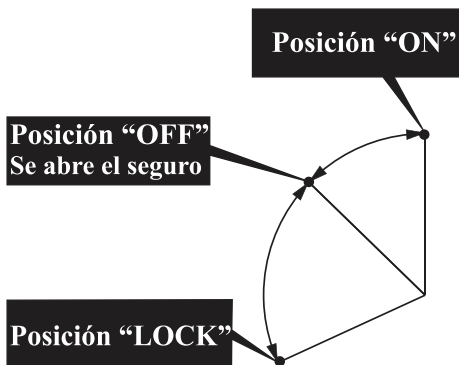 Posición “ON”
Posición “OFF”
Se abre el seguro
Posición “LOCK”